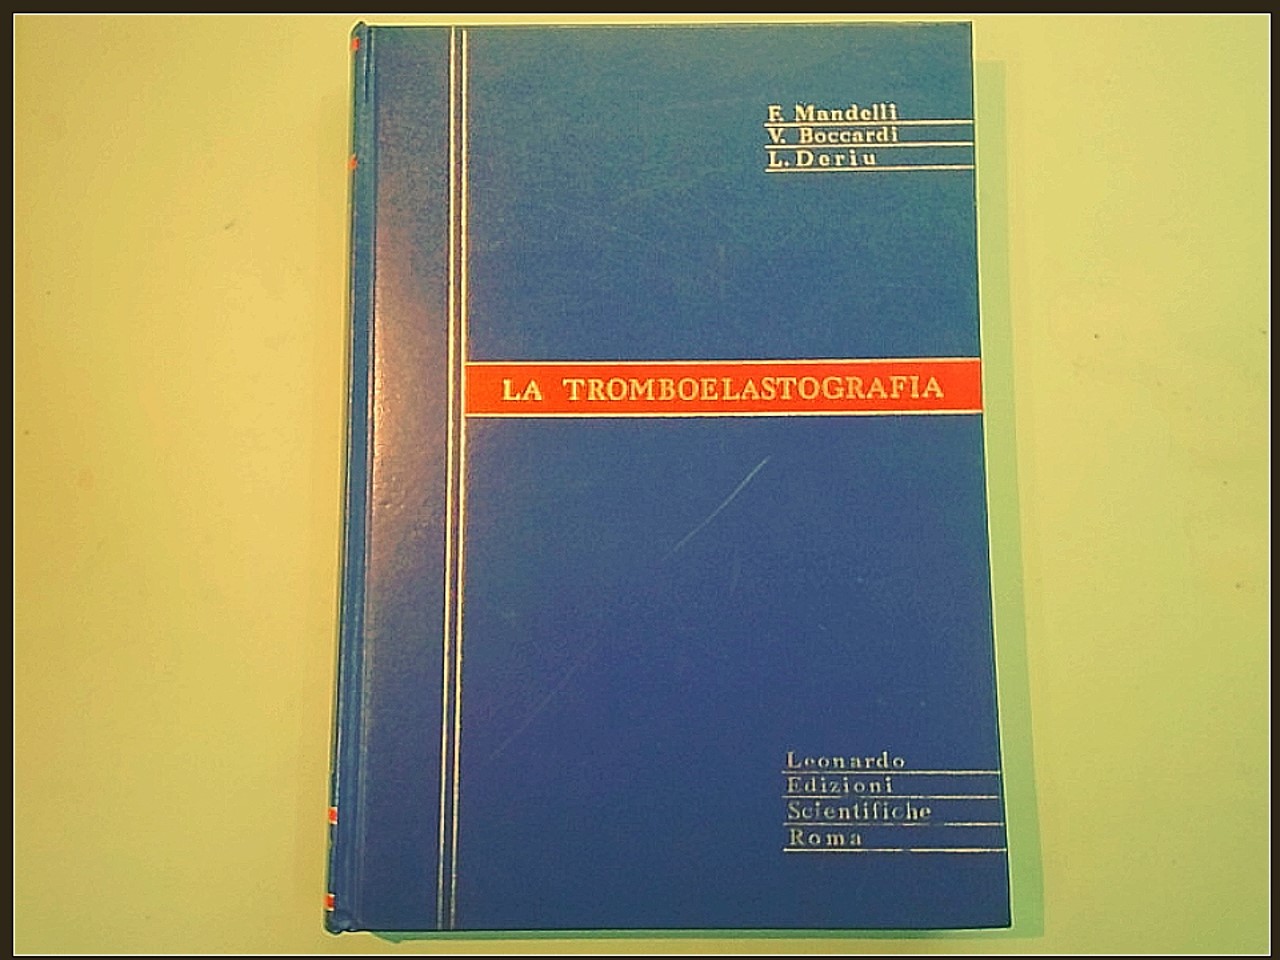 F. Mandelli
V. Boccardi
L. Deriu
LA TROMBOELASTOGRAFIA
Leonardo
Edizioni
Scientifiche
Roma